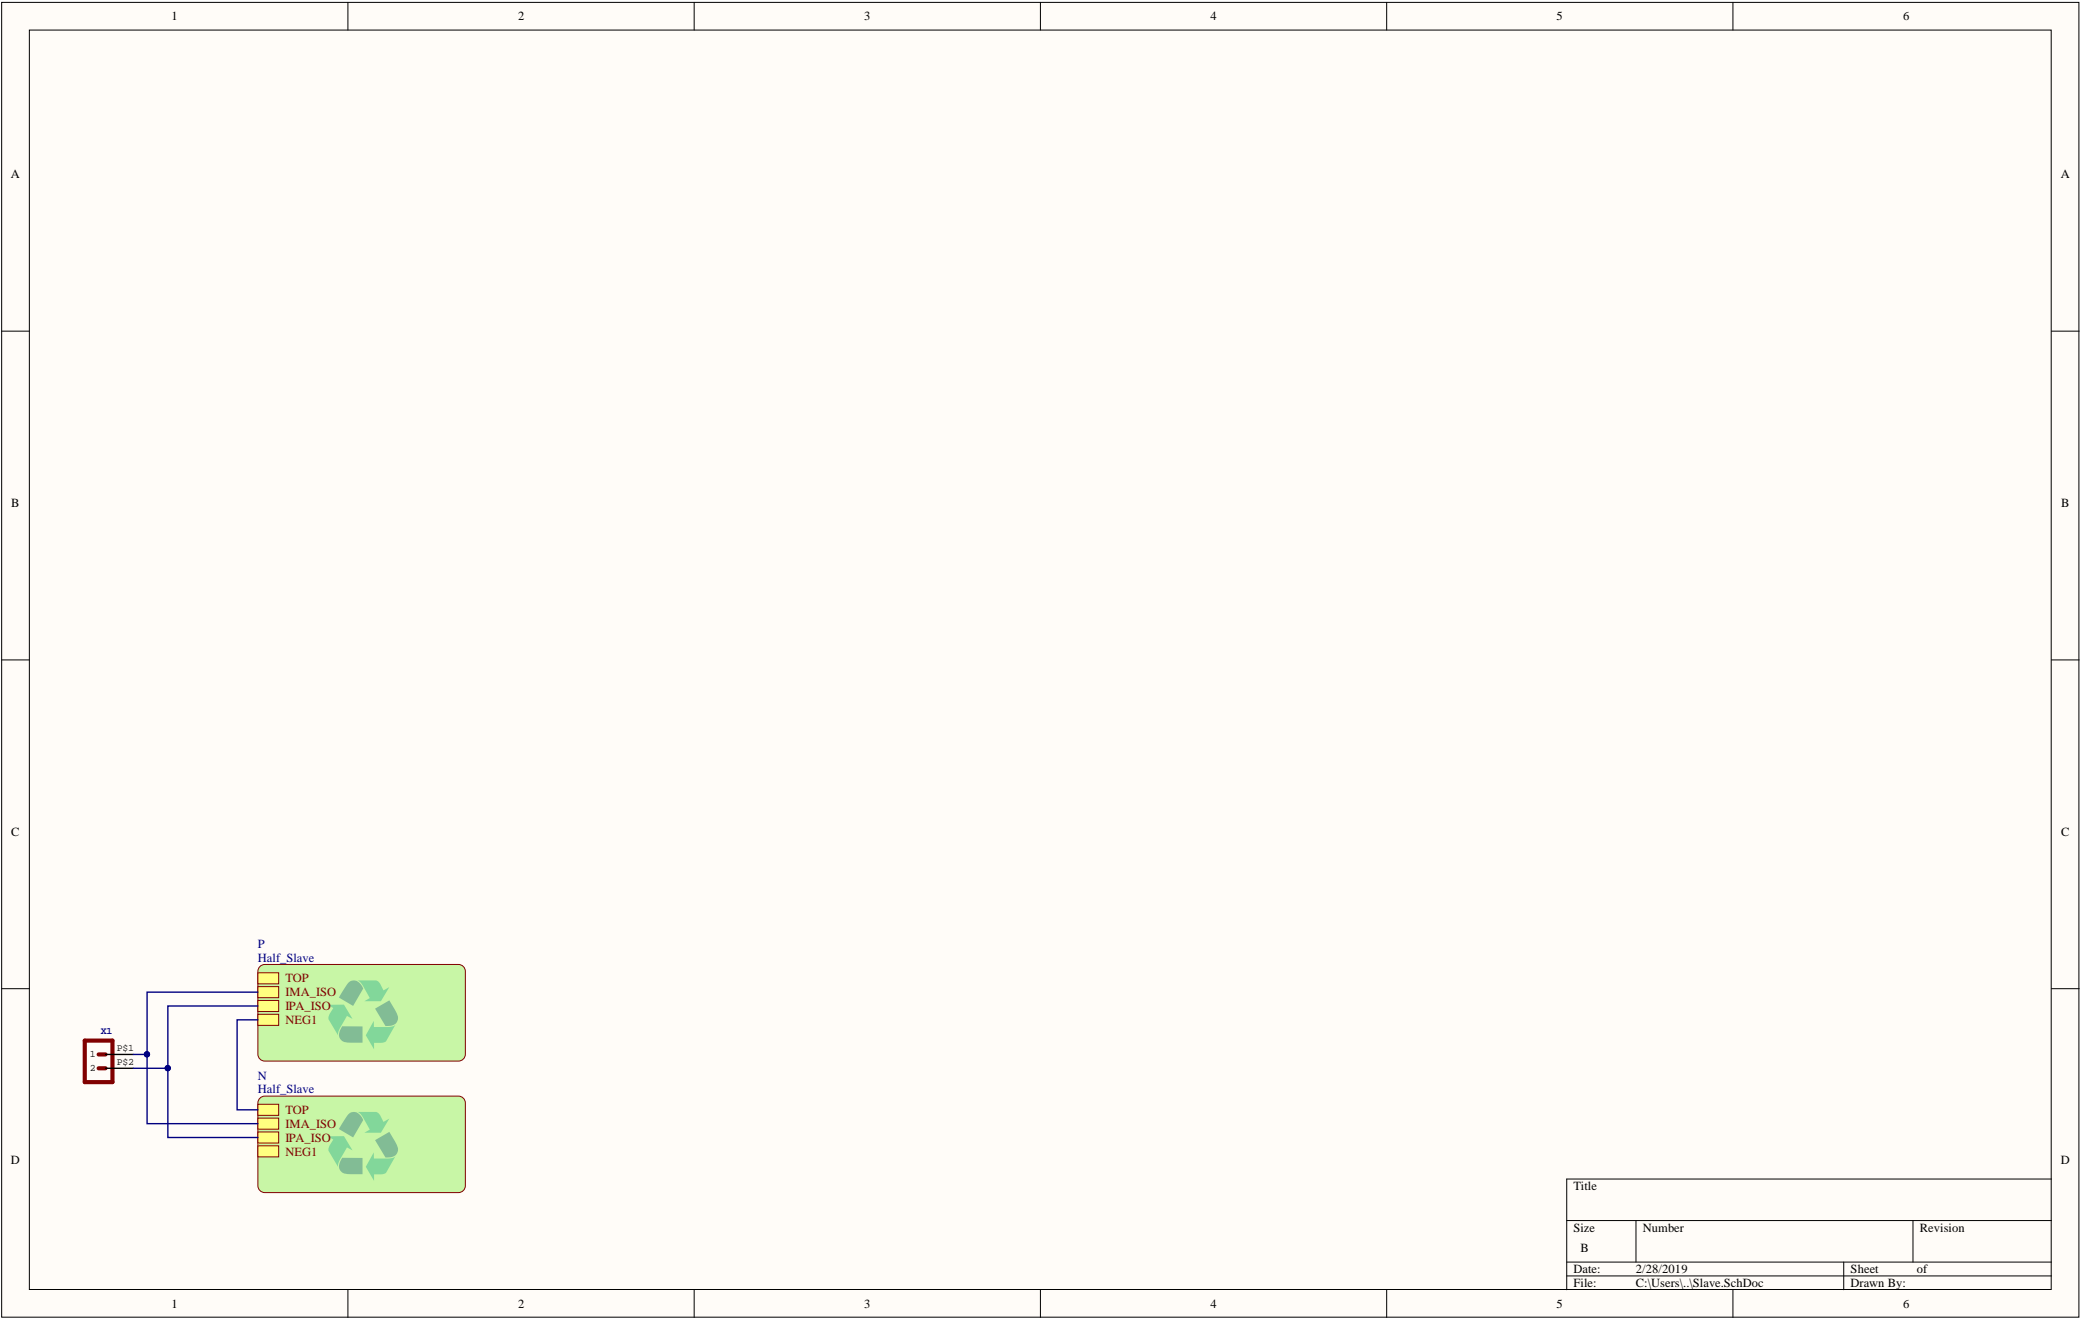 1 2 3 4 5 6
A A
B B
C C
P
Half_Slave
TOP
IMA_ISO
IPA_ISO
NEG1
X1
1 P$1
2 P$2
N
Half_Slave
TOP
IMA_ISO
IPA_ISO
NEG1
D D
Title
Size Number Revision
B
Date: 2/28/2019 Sheet of
File: C:\Users\..\Slave.SchDoc Drawn By:
1 2 3 4 5 6